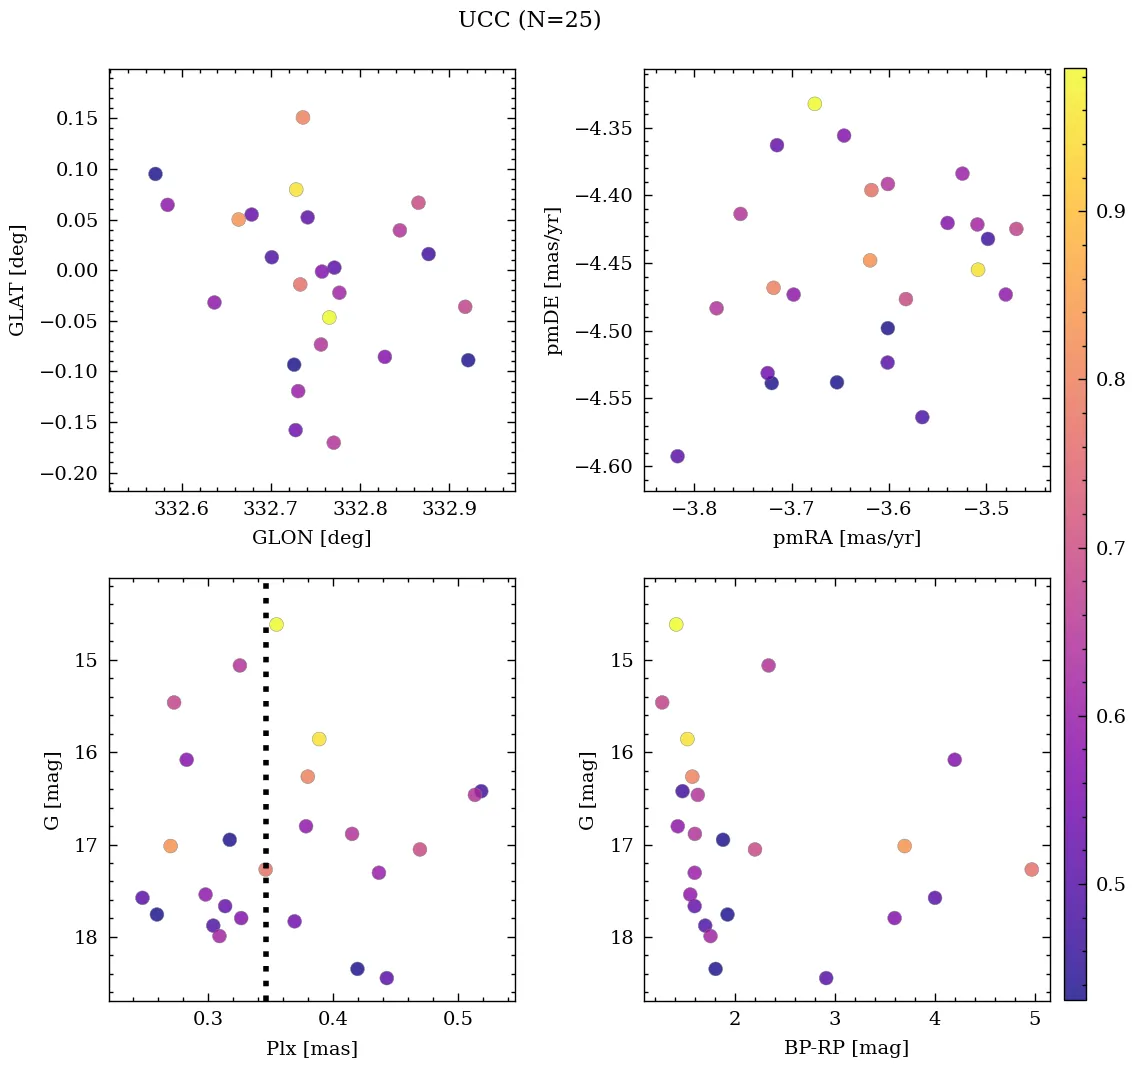 UCC (N=25)
0.15
0.10
0.05
0.00
−0.05
−0.10
−0.15
−0.20
GLAT [deg]
332.6 332.7 332.8 332.9
GLON [deg]
−4.35
−4.40
−4.45
−4.50
−4.55
−4.60
pmDE [mas/yr]
−3.8 −3.7 −3.6 −3.5
pmRA [mas/yr]
15
16
17
18
G [mag]
0.3 0.4 0.5
Plx [mas]
15
16
17
18
G [mag]
2 3 4 5
BP-RP [mag]
0.9
0.8
0.7
0.6
0.5